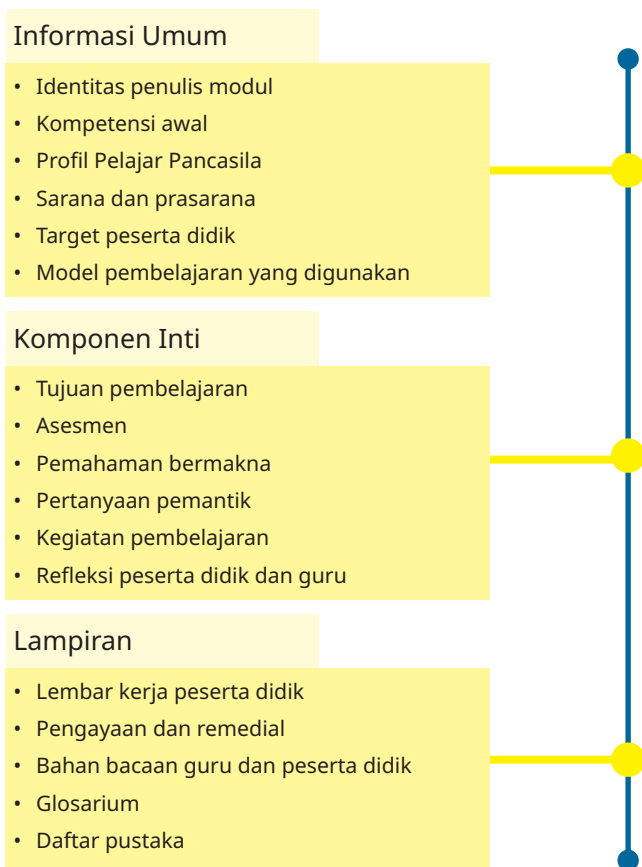 Informasi Umum
• Identitas penulis modul
• Kompetensi awal
• Profil Pelajar Pancasila
• Sarana dan prasarana
• Target peserta didik
• Model pembelajaran yang digunakan
Komponen Inti
• Tujuan pembelajaran
• Asesmen
• Pemahaman bermakna
• Pertanyaan pemantik
• Kegiatan pembelajaran
• Refleksi peserta didik dan guru
Lampiran
• Lembar kerja peserta didik
• Pengayaan dan remedial
• Bahan bacaan guru dan peserta didik
• Glosarium
• Daftar pustaka